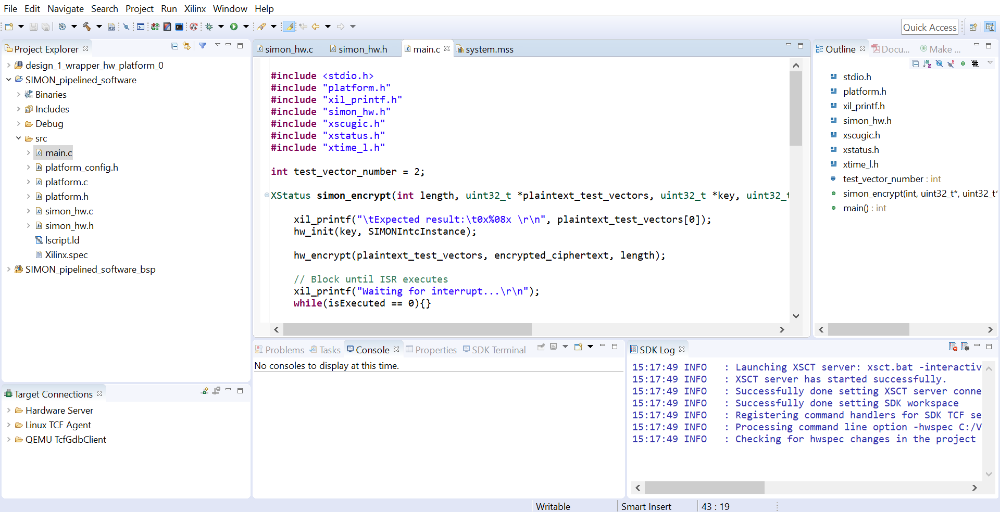 File Edit Navigate Search Project Run Xilinx Window Help
Quick Access
Project Explorer
design_1_wrapper_hw_platform_0
SIMON_pipelined_software
Binaries
Includes
Debug
src
main.c
platform_config.h
platform.c
platform.h
simon_hw.c
simon_hw.h
lscript.ld
Xilinx.spec
SIMON_pipelined_software_bsp
Target Connections
Hardware Server
Linux TCF Agent
QEMU TcfGdbClient
simon_hw.c simon_hw.h main.c system.mss
#include <stdio.h>
#include "platform.h"
#include "xil_printf.h"
#include "simon_hw.h"
#include "xscugic.h"
#include "xstatus.h"
#include "xtime_l.h"
int test_vector_number = 2;
XStatus simon_encrypt(int length, uint32_t *plaintext_test_vectors, uint32_t *key, uint32_t
xil_printf("\tExpected result:\t0x%08x \r\n", plaintext_test_vectors[0]);
hw_init(key, SIMONIntcInstance);
hw_encrypt(plaintext_test_vectors, encrypted_ciphertext, length);
// Block until ISR executes
xil_printf("Waiting for interrupt...\r\n");
while(isExecuted == 0){}
Outline Docu... Make ...
stdio.h
platform.h
xil_printf.h
simon_hw.h
xscugic.h
xstatus.h
xtime_l.h
test_vector_number : int
simon_encrypt(int, uint32_t*, uint32_t*
main() : int
Problems Tasks Console Properties SDK Terminal
No consoles to display at this time.
SDK Log
15:17:49 INFO : Launching XSCT server: xsct.bat -interactiv
15:17:49 INFO : XSCT server has started successfully.
15:17:49 INFO : Successfully done setting XSCT server conne
15:17:49 INFO : Successfully done setting SDK workspace
15:17:49 INFO : Registering command handlers for SDK TCF se
15:17:49 INFO : Processing command line option -hwspec C:/V
15:17:49 INFO : Checking for hwspec changes in the project
Writable Smart Insert 43 : 19